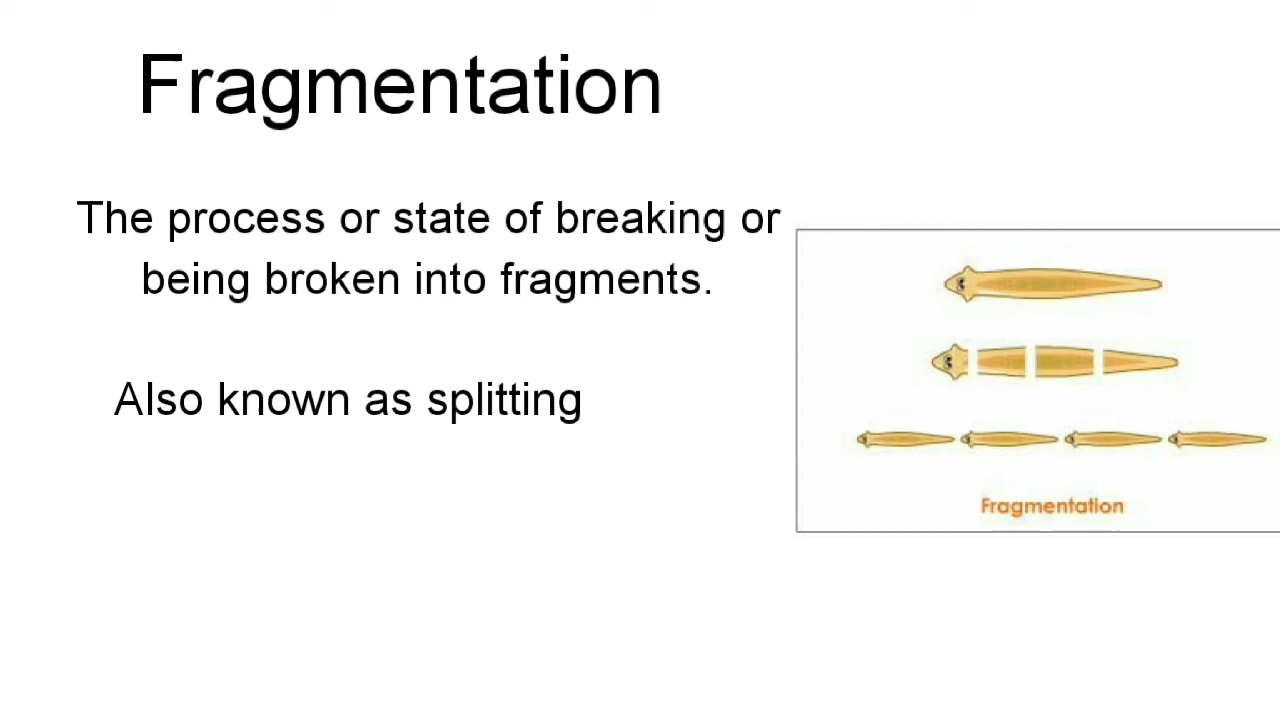 Fragmentation
The process or state of breaking or
being broken into fragments.
Also known as splitting
Fragmentation